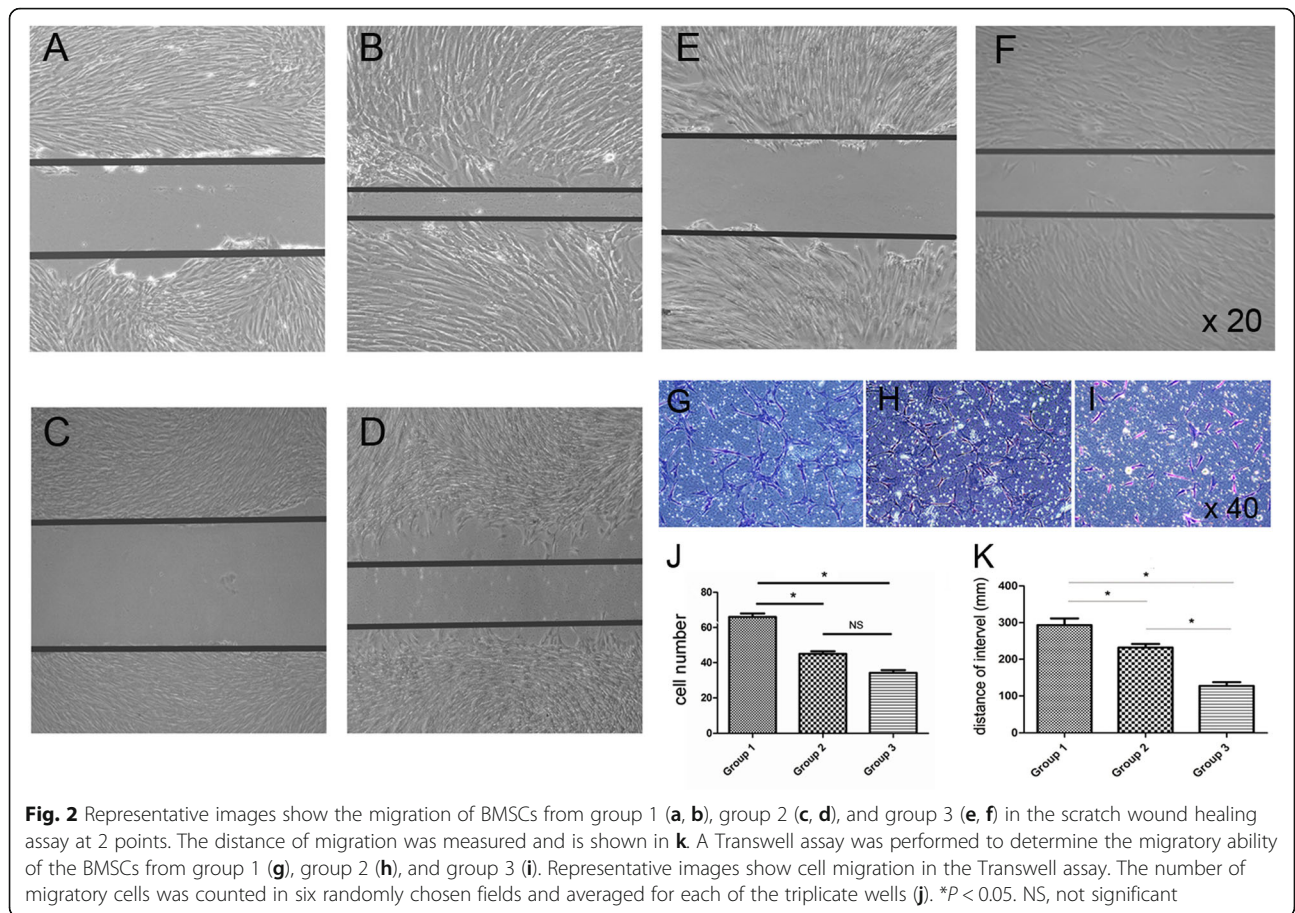 A
B
E
F
x 20
C
D
G
H
I
x 40
J
*
*
NS
80
60
40
20
0
cell number
Group 1
Group 2
Group 3
K
*
*
*
400
300
200
100
0
distance of intervel (mm)
Group 1
Group 2
Group 3
Fig. 2 Representative images show the migration of BMSCs from group 1 (a, b), group 2 (c, d), and group 3 (e, f) in the scratch wound healing
assay at 2 points. The distance of migration was measured and is shown in k. A Transwell assay was performed to determine the migratory ability
of the BMSCs from group 1 (g), group 2 (h), and group 3 (i). Representative images show cell migration in the Transwell assay. The number of
migratory cells was counted in six randomly chosen fields and averaged for each of the triplicate wells (j). *P < 0.05. NS, not significant